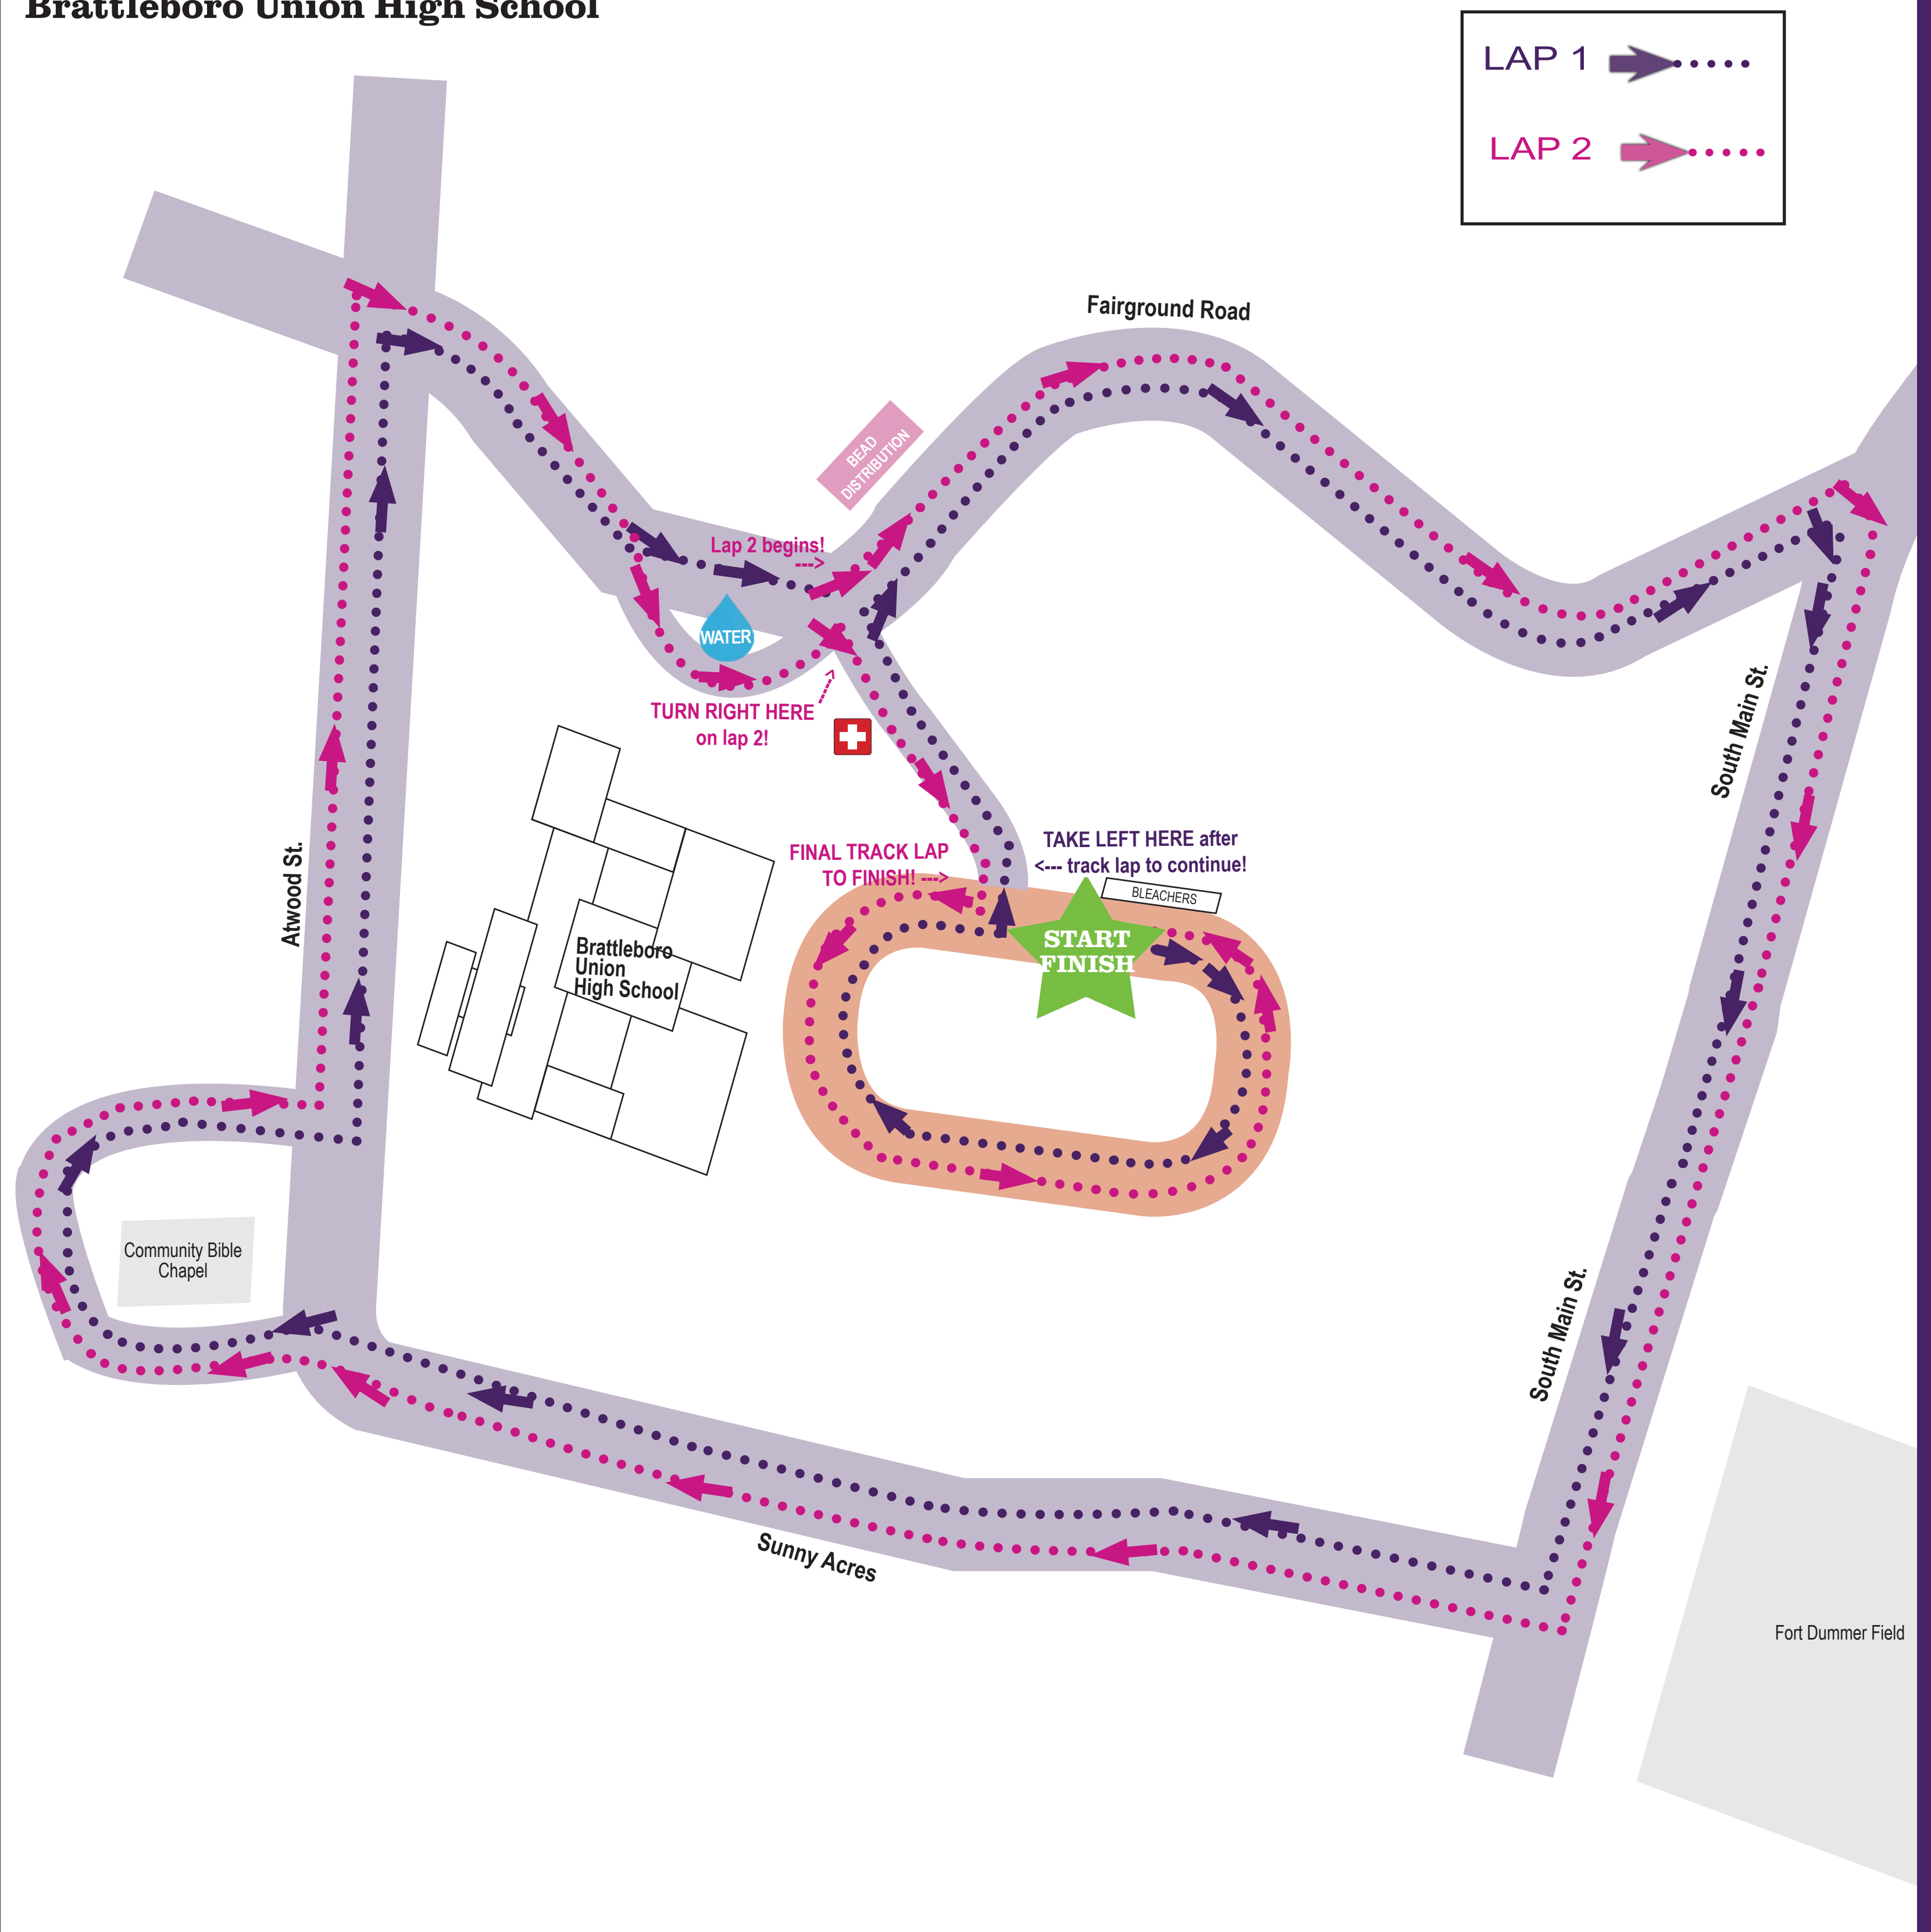 Brattleboro Union High School
LAP 1
LAP 2
Fairground Road
BEAD
DISTRIBUTION
Lap 2 begins!
--->
WATER
TURN RIGHT HERE
on lap 2!
South Main St.
FINAL TRACK LAP
TO FINISH! --->
TAKE LEFT HERE after
<--- track lap to continue!
BLEACHERS
START
FINISH
Atwood St.
Brattleboro
Union
High School
Community Bible
Chapel
South Main St.
Sunny Acres
Fort Dummer Field